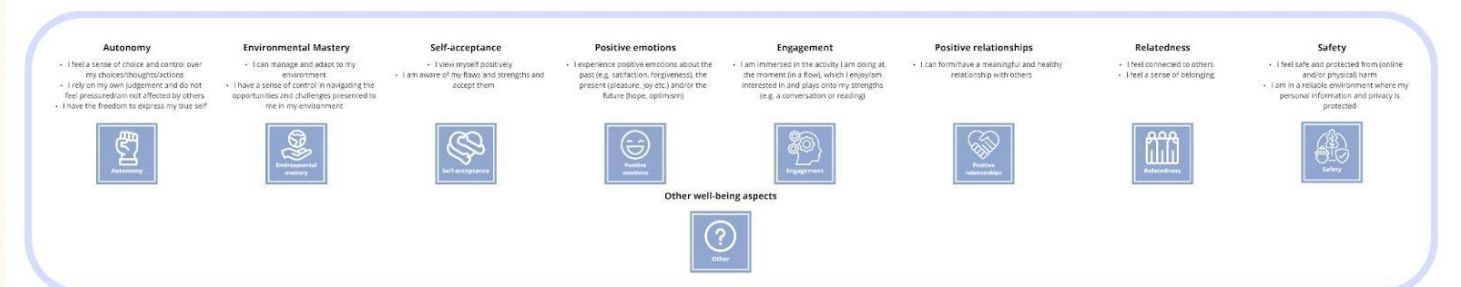 Autonomy
• I feel a sense of choice and control over
my choices/thoughts/actions
• I rely on my own judgement and do not
feel pressured/am not affected by others
• I have the freedom to express my true self
Autonomy
Environmental Mastery
• I can manage and adapt to my
environment
• I have a sense of control in navigating the
opportunities and challenges presented to
me in my environment
Environmental
mastery
Self-acceptance
• I view myself positively
• I am aware of my flaws and strengths and
accept them
Self-acceptance
Positive emotions
• I experience positive emotions about the
past (e.g. satifaction, forgiveness), the
present (pleasure, joy etc.) and/or the
future (hope, optimism)
Positive
emotions
Engagement
• I am immersed in the activity I am doing at
the moment (in a flow), which I enjoy/am
interested in and plays onto my strengths
(e.g. a conversation or reading)
Engagement
Positive relationships
• I can form/have a meaningful and healthy
relationship with others
Positive
relationships
Relatedness
• I feel connected to others
• I feel a sense of belonging
Relatedness
Safety
• I feel safe and protected from (online
and/or physical) harm
• I am in a reliable environment where my
personal information and privacy is
protected
Safety
Other well-being aspects
?
Other